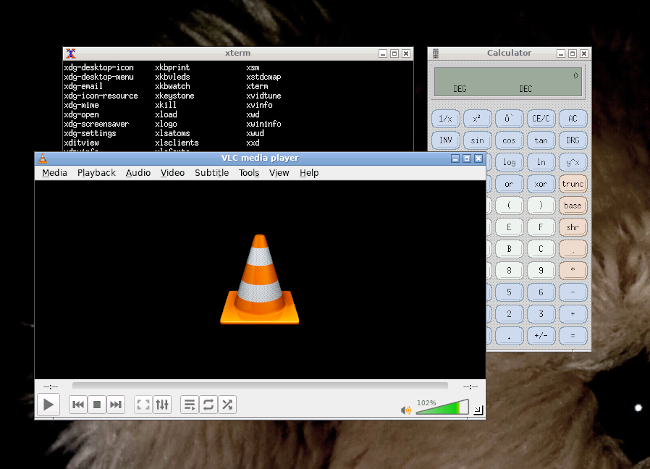 xterm
xdg-desktop-icon xkbprint xsm
xdg-desktop-menu xkbvleds xstdcmap
xdg-email xkbwatch xterm
xdg-icon-resource xkeystone xvidtune
xdg-mime xkill xvinfo
xdg-open xload xwd
xdg-screensaver xlogo xwininfo
xdg-settings xlsatoms xwud
xditview xlsclients xxd
Calculator
0
DEG DEC
1/x x² CE/C AC
INV sin cos tan DRG
log ln y^x
or xor trunc
( ) base
E F shr
B C .
8 9 *
5 6 -
2 3 +
. +/- =
VLC media player
Media Playback Audio Video Subtitle Tools View Help
--:-- --:--
102%